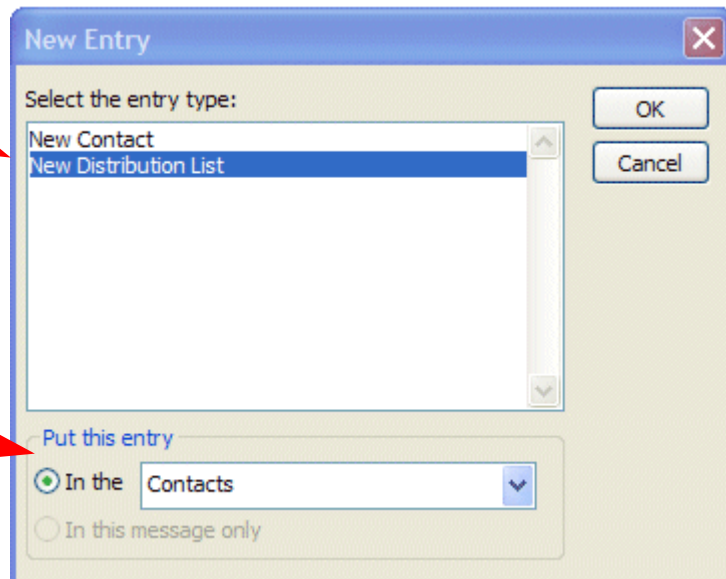 New Entry
Select the entry type:
OK
New Contact
New Distribution List
Cancel
Put this entry
In the Contacts
In this message only